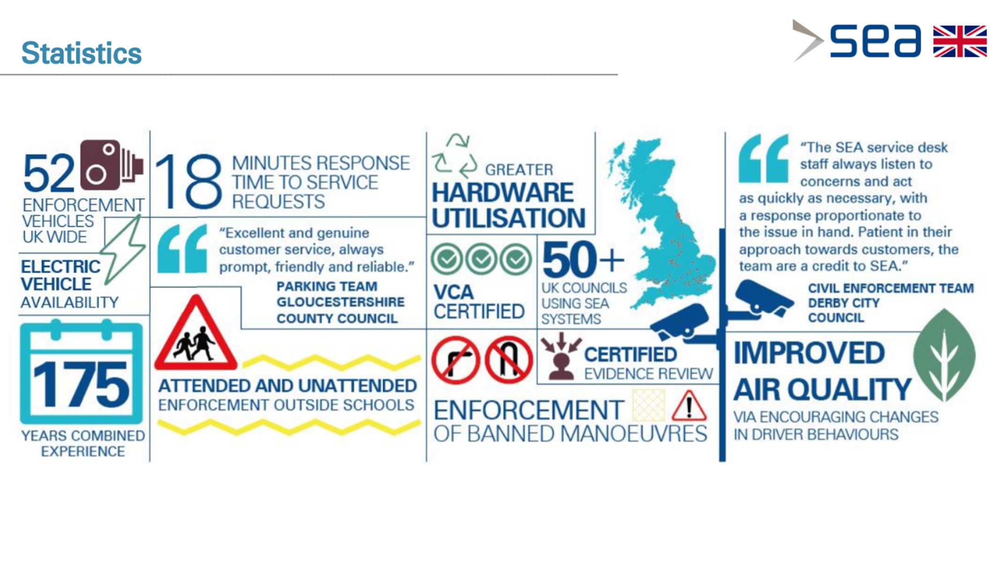 Statistics
sea
52
ENFORCEMENT
VEHICLES
UK WIDE
ELECTRIC
VEHICLE
AVAILABILITY
175
YEARS COMBINED
EXPERIENCE
18
MINUTES RESPONSE
TIME TO SERVICE
REQUESTS
“Excellent and genuine
customer service, always
prompt, friendly and reliable.”
PARKING TEAM
GLOUCESTERSHIRE
COUNTY COUNCIL
ATTENDED AND UNATTENDED
ENFORCEMENT OUTSIDE SCHOOLS
GREATER
HARDWARE
UTILISATION
VCA
CERTIFIED
50+
UK COUNCILS
USING SEA
SYSTEMS
CERTIFIED
EVIDENCE REVIEW
ENFORCEMENT
OF BANNED MANOEUVRES
“The SEA service desk
staff always listen to
concerns and act
as quickly as necessary, with
a response proportionate to
the issue in hand. Patient in their
approach towards customers, the
team are a credit to SEA.”
CIVIL ENFORCEMENT TEAM
DERBY CITY
COUNCIL
IMPROVED
AIR QUALITY
VIA ENCOURAGING CHANGES
IN DRIVER BEHAVIOURS